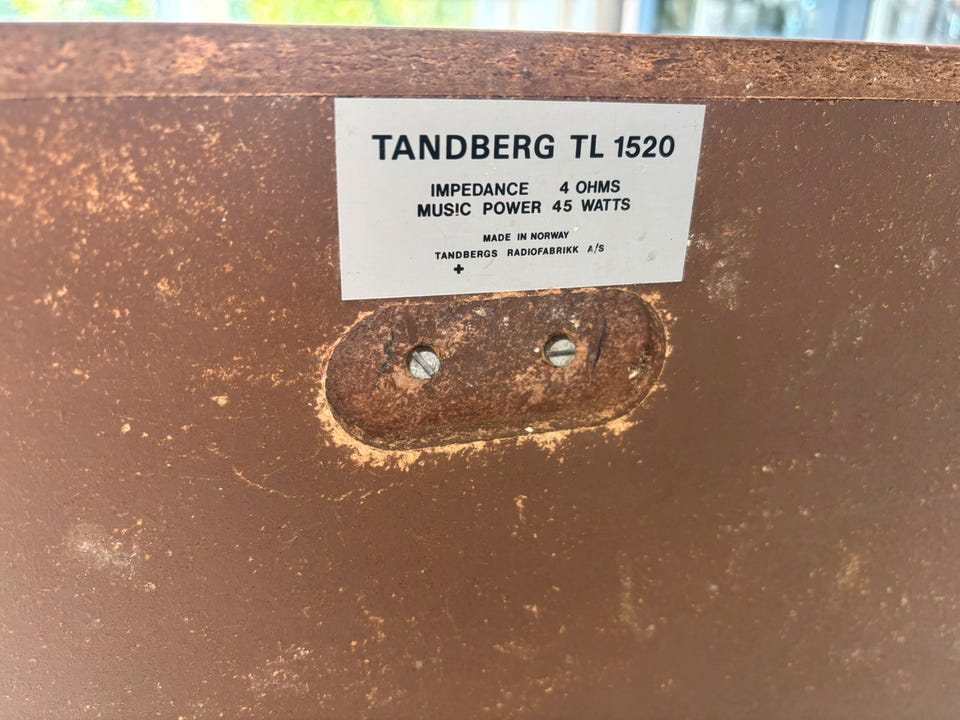 TANDBERG TL 1520
IMPEDANCE 4 OHMS
MUSIC POWER 45 WATTS
MADE IN NORWAY
TANDBERGS RADIOFABRIKK A/S
+